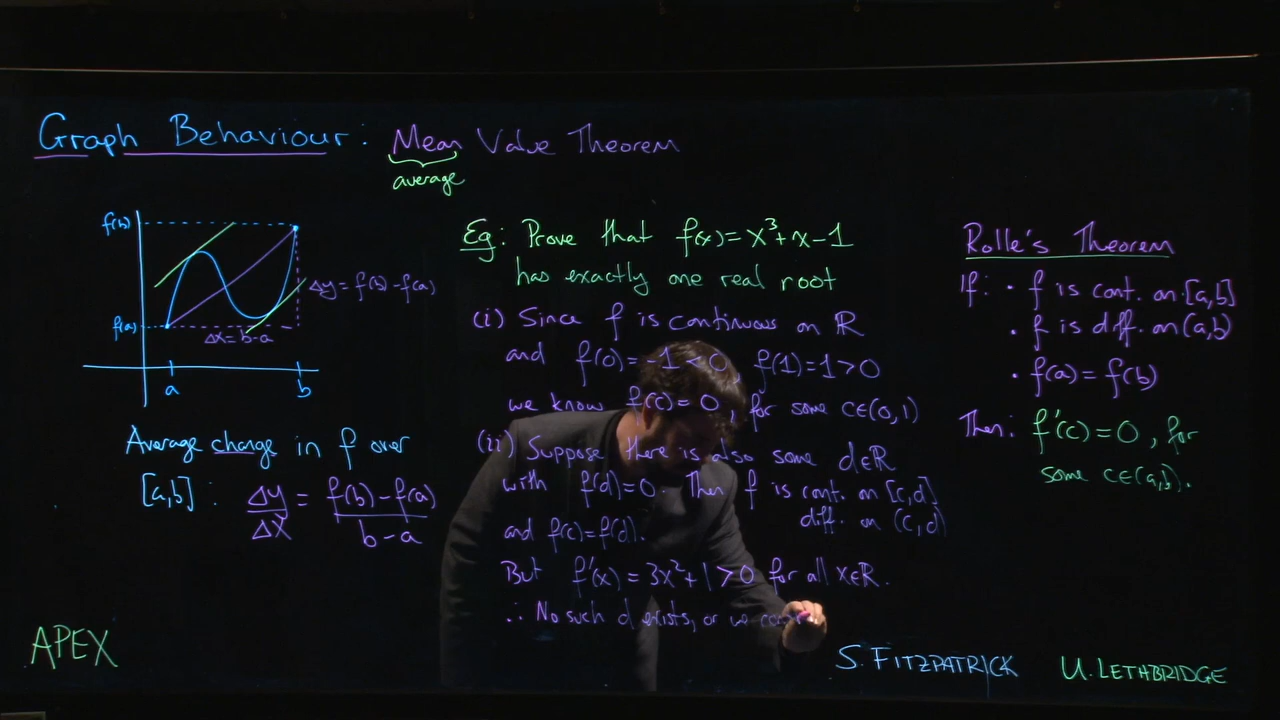 Graph Behaviour: Mean Value Theorem
average
f(b)
f(a)
Δy = f(b) - f(a)
Δx = b - a
a
b
Average change in f over
[a,b] : Δy/Δx = f(b) - f(a) / b - a
Eg: Prove that f(x) = x³ + x - 1
has exactly one real root
(i) Since f is continuous on ℝ
and f(0) = -1 < 0, f(1) = 1 > 0
we know f(c) = 0, for some c∈(0,1)
(ii) Suppose there is also some d∈ℝ
with f(d) = 0. Then f is cont. on [c,d]
diff. on (c,d)
and f(c) = f(d).
But f'(x) = 3x² + 1 > 0 for all x∈ℝ.
∴ No such d exists, or we
Rolle's Theorem
If: · f is cont. on [a,b]
· f is diff. on (a,b)
· f(a) = f(b)
Then: f'(c) = 0, for
some c∈(a,b).
APEX
S. FITZPATRICK
U. LETHBRIDGE